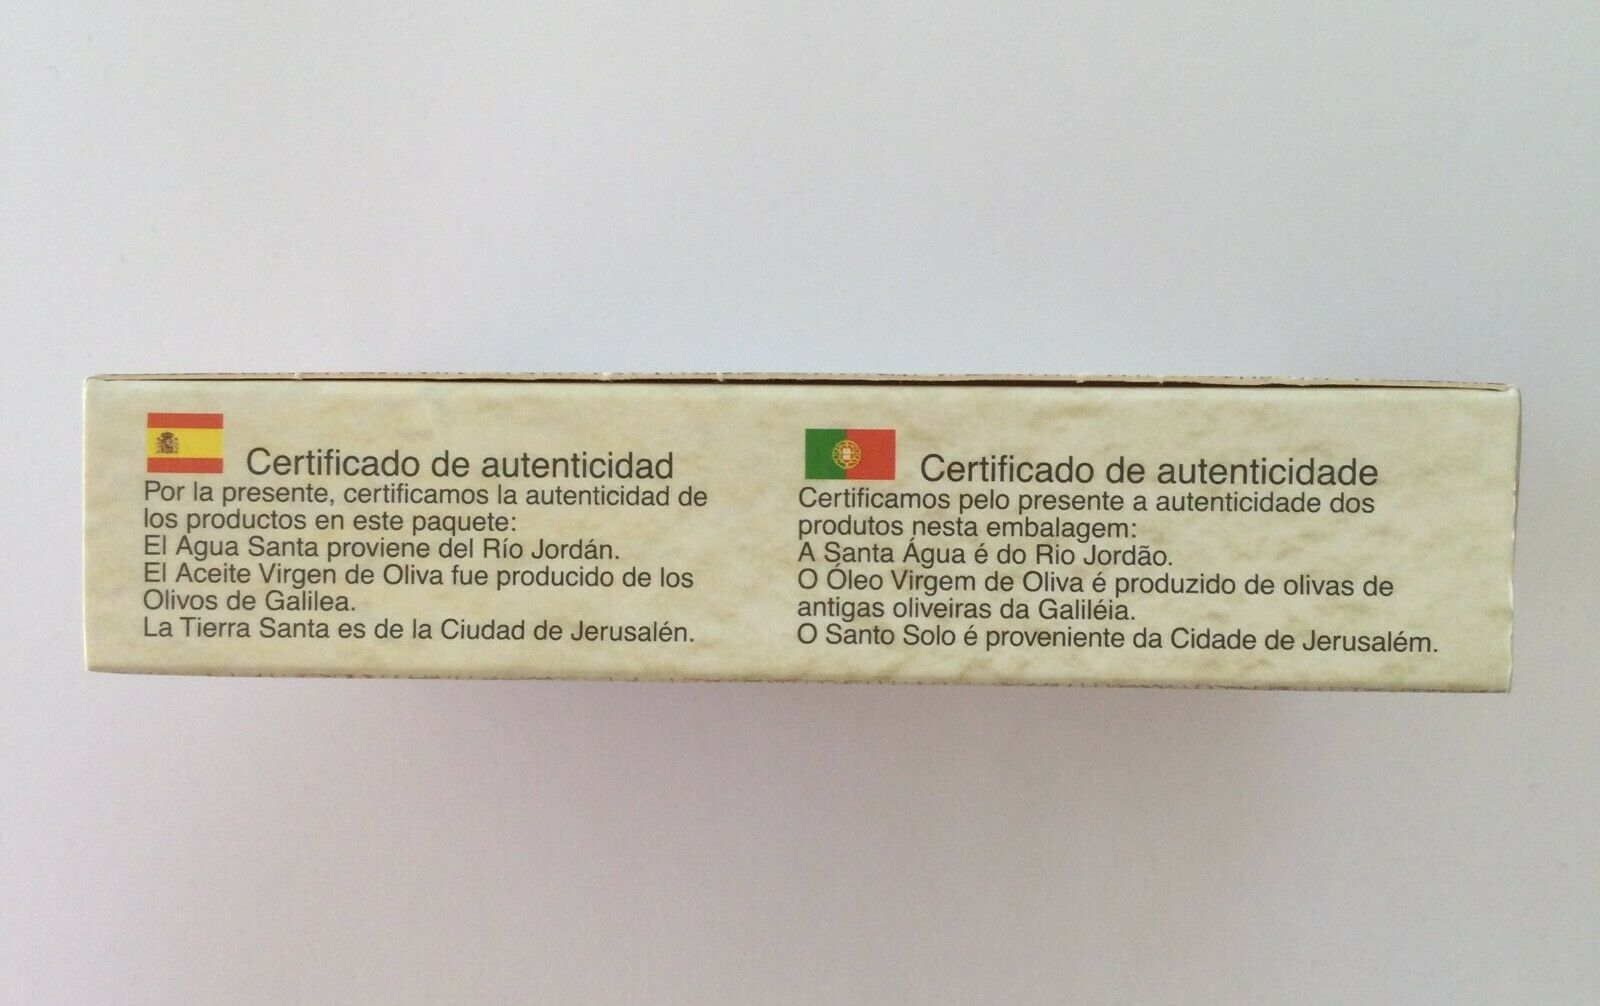 Certificado de autenticidad
Por la presente, certificamos la autenticidad de
los productos en este paquete:
El Agua Santa proviene del Río Jordán.
El Aceite Virgen de Oliva fue producido de los
Olivos de Galilea.
La Tierra Santa es de la Ciudad de Jerusalén.
Certificado de autenticidade
Certificamos pelo presente a autenticidade dos
produtos nesta embalagem:
A Santa Água é do Rio Jordão.
O Óleo Virgem de Oliva é produzido de olivas de
antigas oliveiras da Galiléia.
O Santo Solo é proveniente da Cidade de Jerusalém.